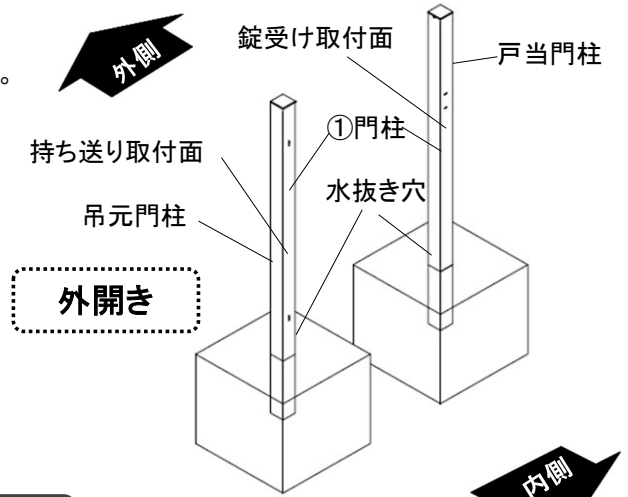 外側
。
錠受け取付面
戸当門柱
①門柱
持ち送り取付面
水抜き穴
吊元門柱
外開き
内側